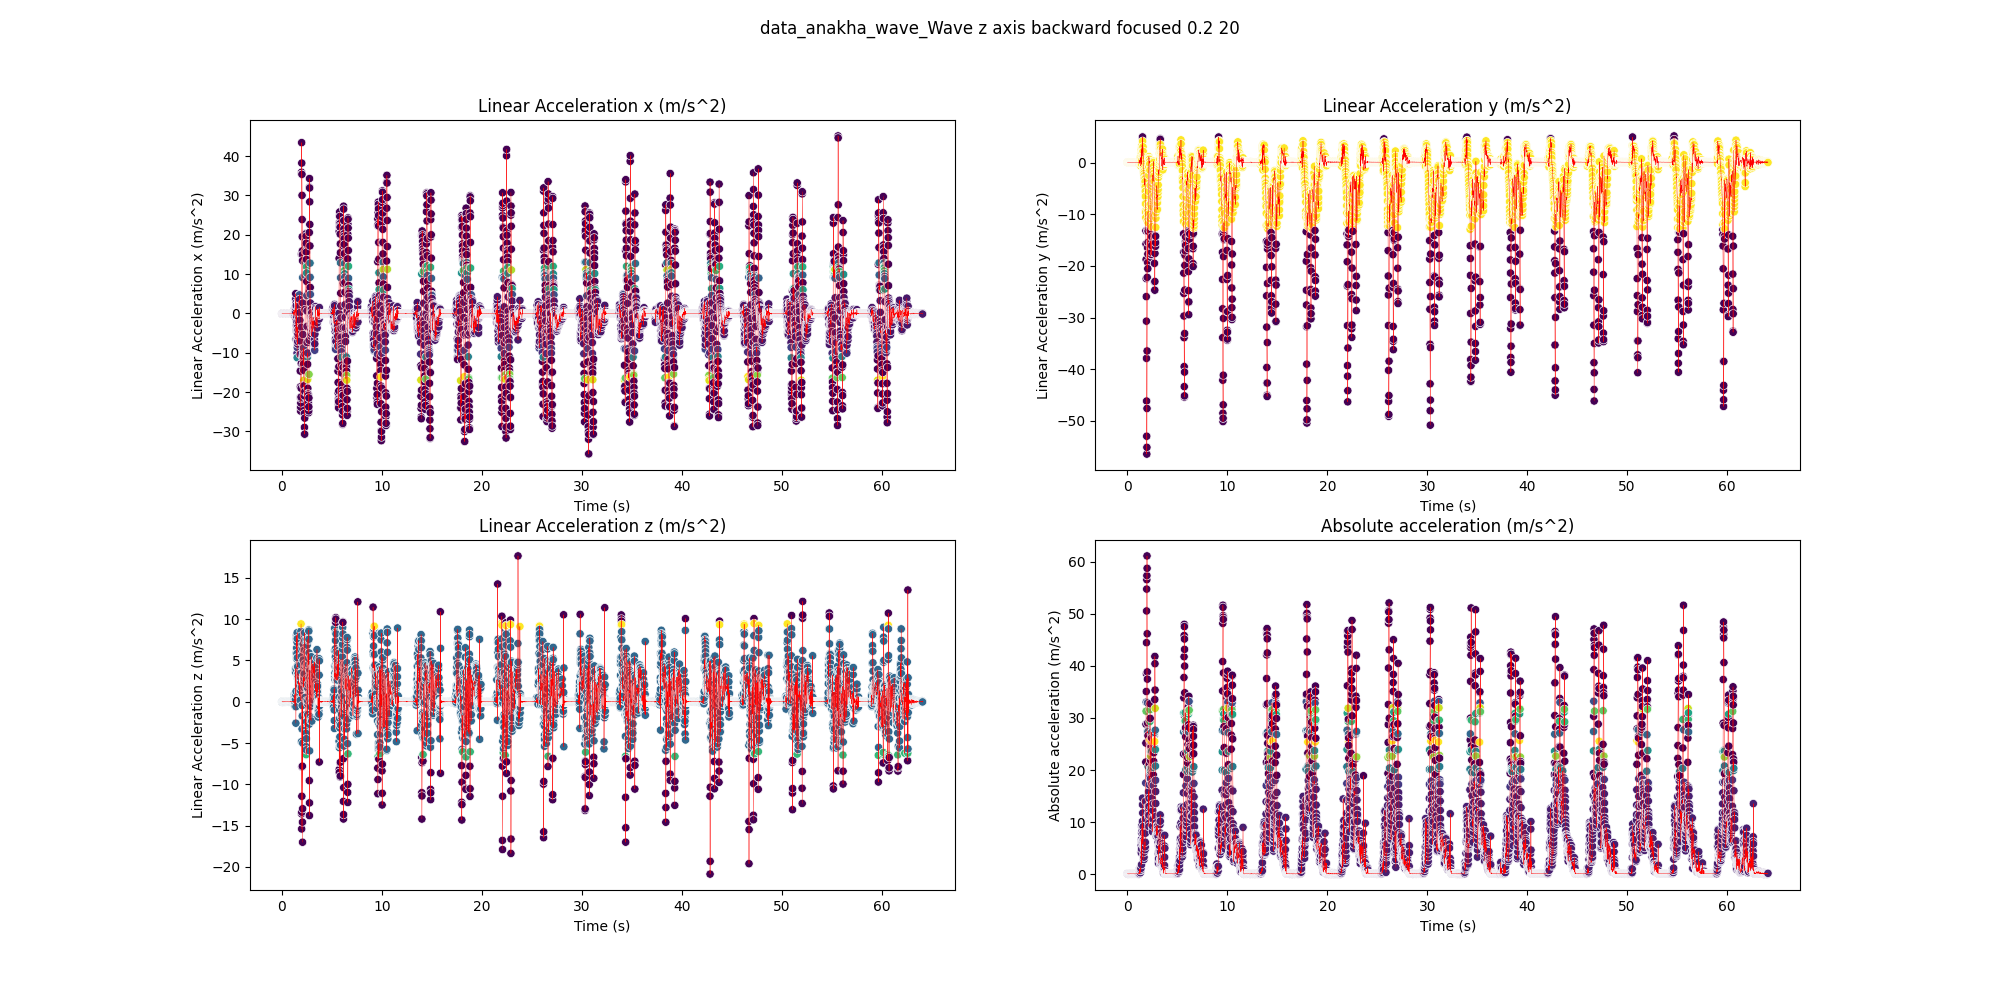 data_anakha_wave_Wave z axis backward focused 0.2 20
Linear Acceleration x (m/s^2)
Linear Acceleration x (m/s^2)
40
30
20
10
0
−10
−20
−30
0 10 20 30 40 50 60
Time (s)
Linear Acceleration y (m/s^2)
Linear Acceleration y (m/s^2)
0
−10
−20
−30
−40
−50
0 10 20 30 40 50 60
Time (s)
Linear Acceleration z (m/s^2)
Linear Acceleration z (m/s^2)
15
10
5
0
−5
−10
−15
−20
0 10 20 30 40 50 60
Time (s)
Absolute acceleration (m/s^2)
Absolute acceleration (m/s^2)
60
50
40
30
20
10
0
0 10 20 30 40 50 60
Time (s)